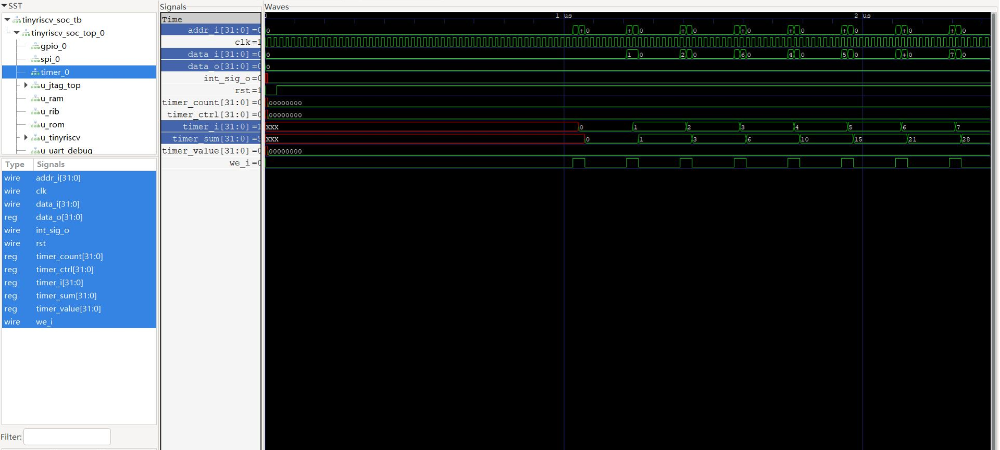 SST
tinyriscv_soc_tb
tinyriscv_soc_top_0
gpio_0
spi_0
timer_0
u_jtag_top
u_ram
u_rib
u_rom
u_tinyriscv
u_uart_debug
Type Signals
wire addr_i[31:0]
wire clk
wire data_i[31:0]
reg data_o[31:0]
wire int_sig_o
wire rst
reg timer_count[31:0]
reg timer_ctrl[31:0]
reg timer_i[31:0]
reg timer_sum[31:0]
reg timer_value[31:0]
wire we_i
Filter:
Signals
Time
addr_i[31:0]=0
clk=1
data_i[31:0]=0
data_o[31:0]=0
int_sig_o=0
rst=1
timer_count[31:0]=0
timer_ctrl[31:0]=0
timer_i[31:0]=1
timer_sum[31:0]=5
timer_value[31:0]=0
we_i=0
Waves
0 1 us 2 us
0 + 0 + 0 + 0 + 0 + 0 + 0 + 0 + 0
0 1 0 2 0 6 0 4 0 5 0 + 0 7 0
0
00000000
00000000
xxx 0 1 2 3 4 5 6 7
xxx 0 1 3 6 10 15 21 28
00000000